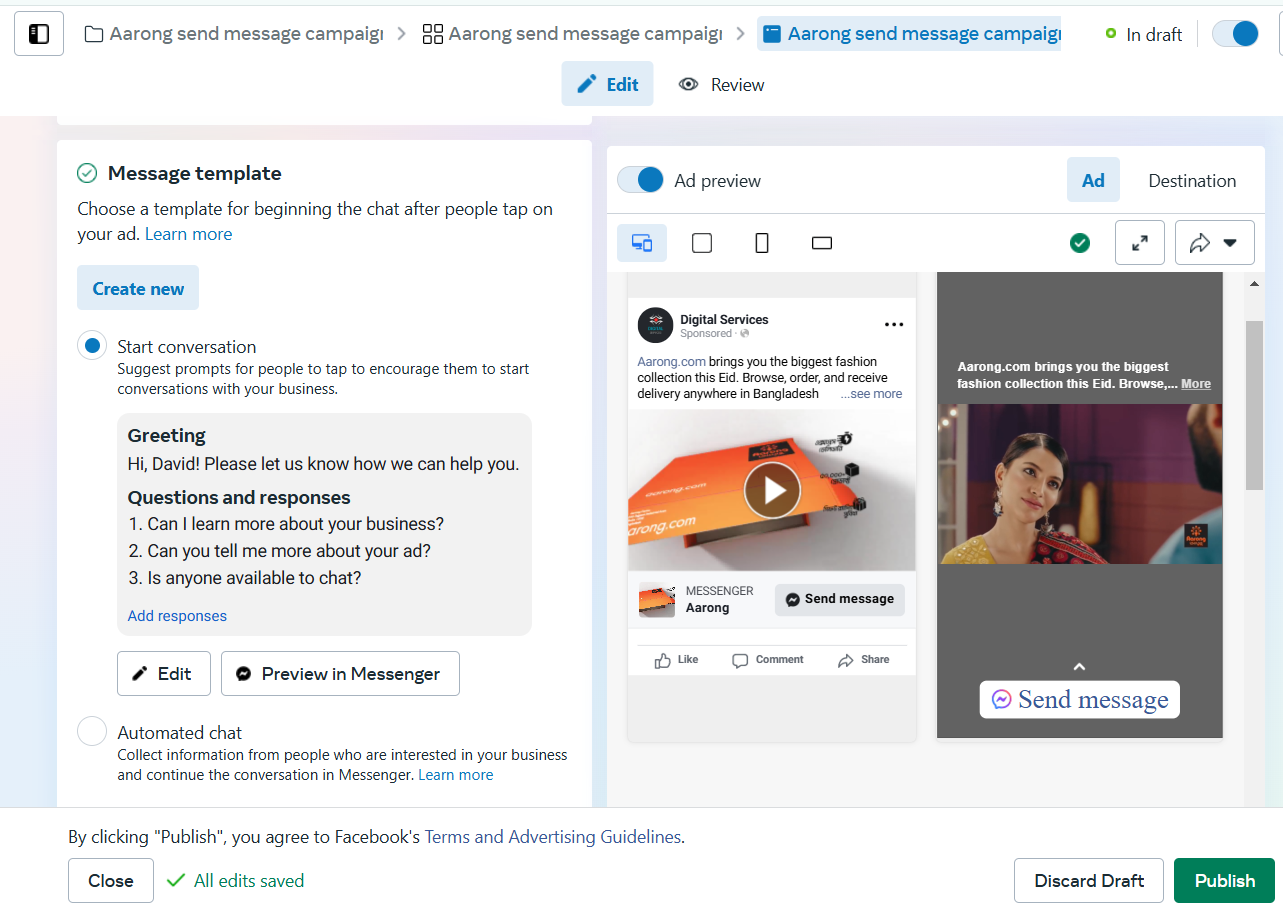 Aarong send message campaign
Aarong send message campaign
Aarong send message campaign
In draft
Edit
Review
Message template
Choose a template for beginning the chat after people tap on
your ad. Learn more
Create new
Start conversation
Suggest prompts for people to tap to encourage them to start
conversations with your business.
Greeting
Hi, David! Please let us know how we can help you.
Questions and responses
1. Can I learn more about your business?
2. Can you tell me more about your ad?
3. Is anyone available to chat?
Add responses
Edit
Preview in Messenger
Automated chat
Collect information from people who are interested in your business
and continue the conversation in Messenger. Learn more
Ad preview
Ad
Destination
Digital Services
Sponsored ·
Aarong.com brings you the biggest fashion
collection this Eid. Browse, order, and receive
delivery anywhere in Bangladesh ...see more
aarong.com
aarong.com
MESSENGER
Aarong
Send message
Like
Comment
Share
Aarong.com brings you the biggest
fashion collection this Eid. Browse,... More
Aarong
Send message
By clicking "Publish", you agree to Facebook's Terms and Advertising Guidelines.
Close
All edits saved
Discard Draft
Publish